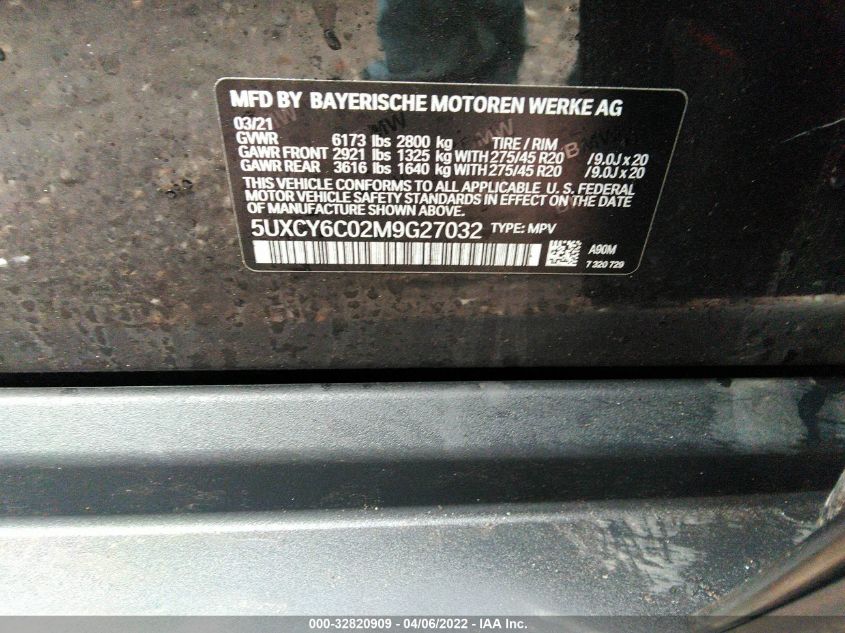 MFD BY BAYERISCHE MOTOREN WERKE AG
03/21
GVWR 6173 lbs 2800 kg TIRE / RIM
GAWR FRONT 2921 lbs 1325 kg WITH 275/45 R20 / 9.0J x 20
GAWR REAR 3616 lbs 1640 kg WITH 275/45 R20 / 9.0J x 20
THIS VEHICLE CONFORMS TO ALL APPLICABLE U. S. FEDERAL
MOTOR VEHICLE SAFETY STANDARDS IN EFFECT ON THE DATE
OF MANUFACTURE SHOWN ABOVE.
5UXCY6C02M9G27032 TYPE: MPV
A90M
7 320 729
000-32820909 - 04/06/2022 - IAA Inc.